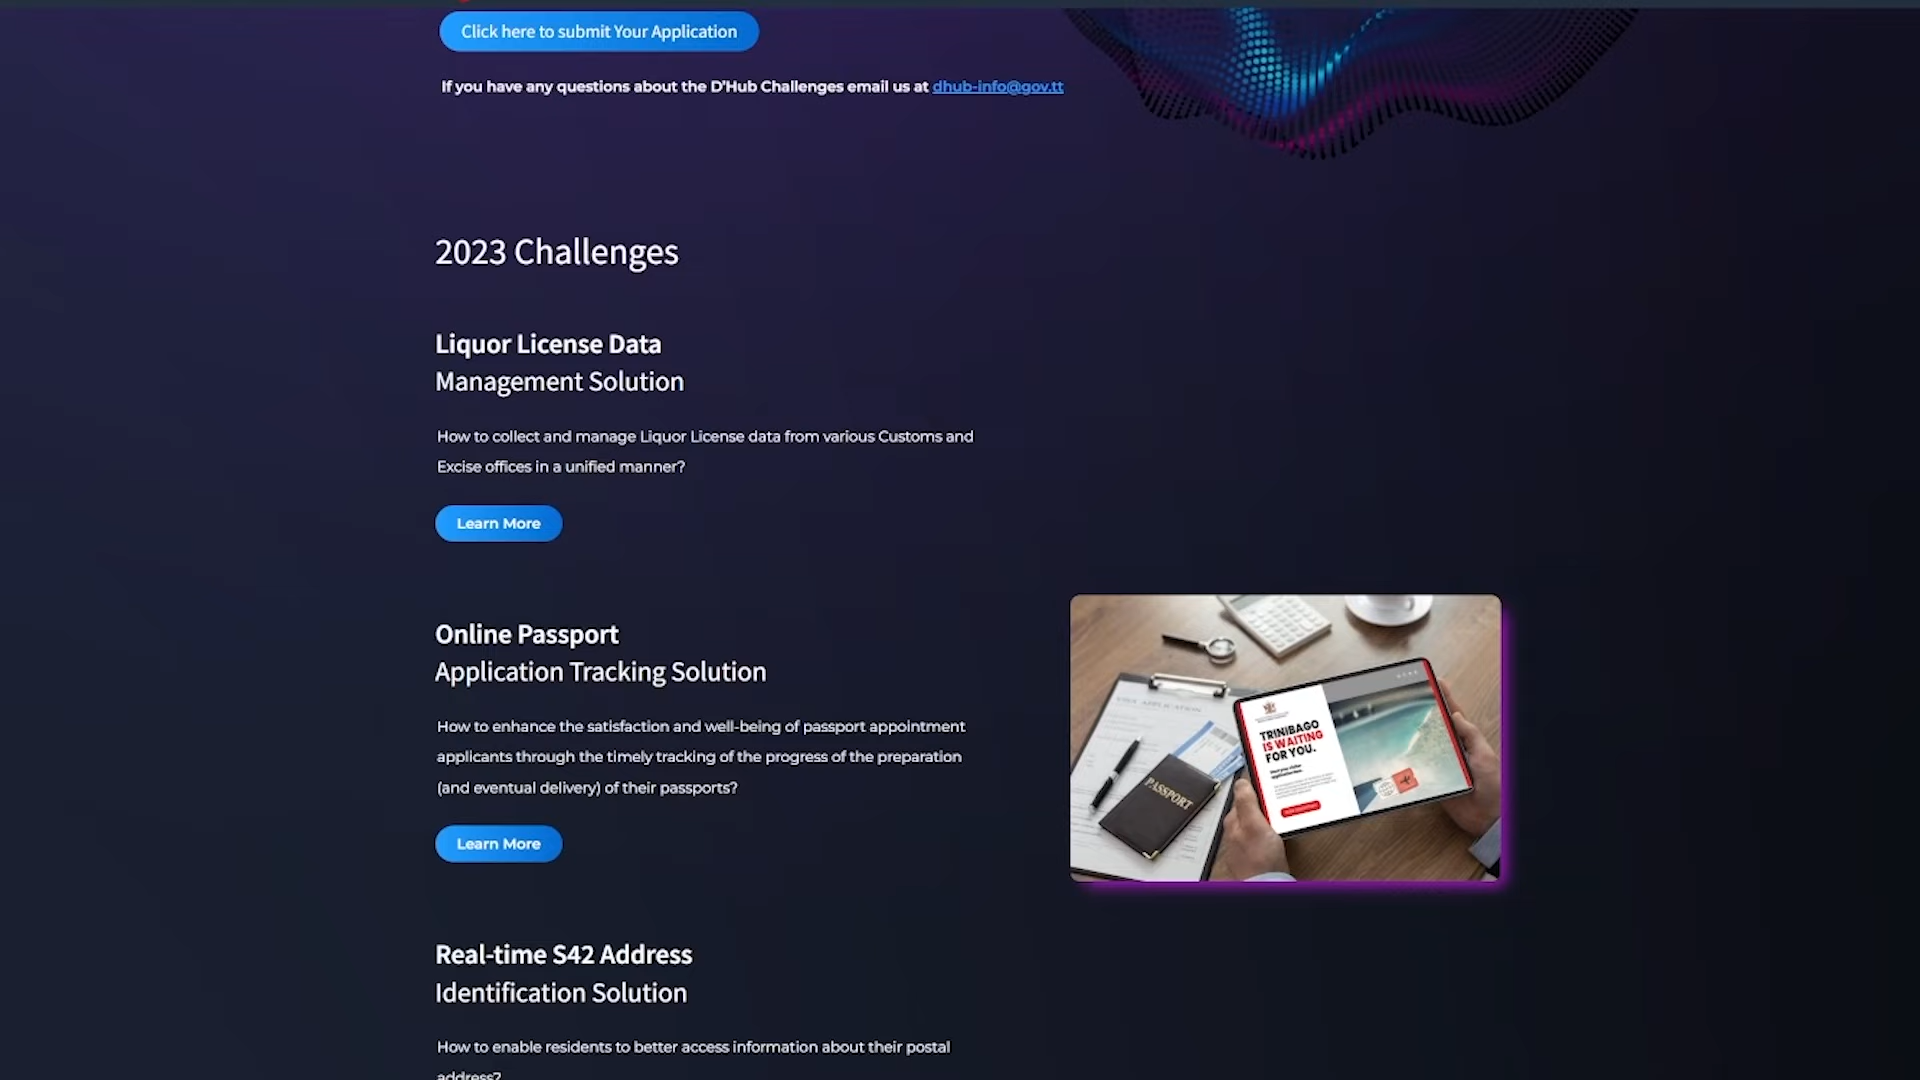 Click here to submit Your Application
If you have any questions about the D'Hub Challenges email us at dhub-info@gov.tt
2023 Challenges
Liquor License Data
Management Solution
How to collect and manage Liquor License data from various Customs and
Excise offices in a unified manner?
Learn More
Online Passport
Application Tracking Solution
How to enhance the satisfaction and well-being of passport appointment
applicants through the timely tracking of the progress of the preparation
(and eventual delivery) of their passports?
Learn More
VISA APPLICATION
PASSPORT
TRINIBAGO
IS WAITING
FOR YOU.
Real-time S42 Address
Identification Solution
How to enable residents to better access information about their postal
address?